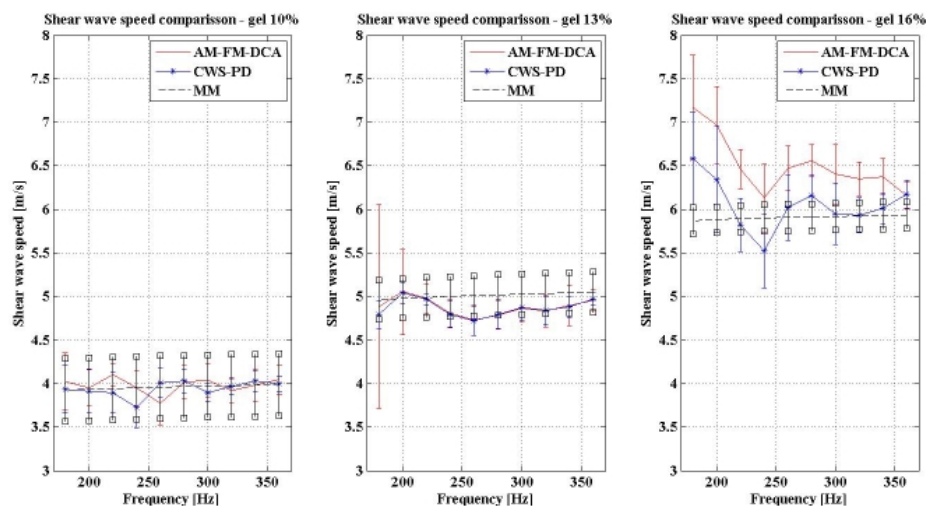 Shear wave speed comparisson - gel 10%
8
7.5
7
6.5
6
5.5
5
4.5
4
3.5
3
Shear wave speed [m/s]
AM-FM-DCA
CWS-PD
MM
200
250
300
350
Frequency [Hz]
Shear wave speed comparisson - gel 13%
8
7.5
7
6.5
6
5.5
5
4.5
4
3.5
3
Shear wave speed [m/s]
AM-FM-DCA
CWS-PD
MM
200
250
300
350
Frequency [Hz]
Shear wave speed comparisson - gel 16%
8
7.5
7
6.5
6
5.5
5
4.5
4
3.5
3
Shear wave speed [m/s]
AM-FM-DCA
CWS-PD
MM
200
250
300
350
Frequency [Hz]